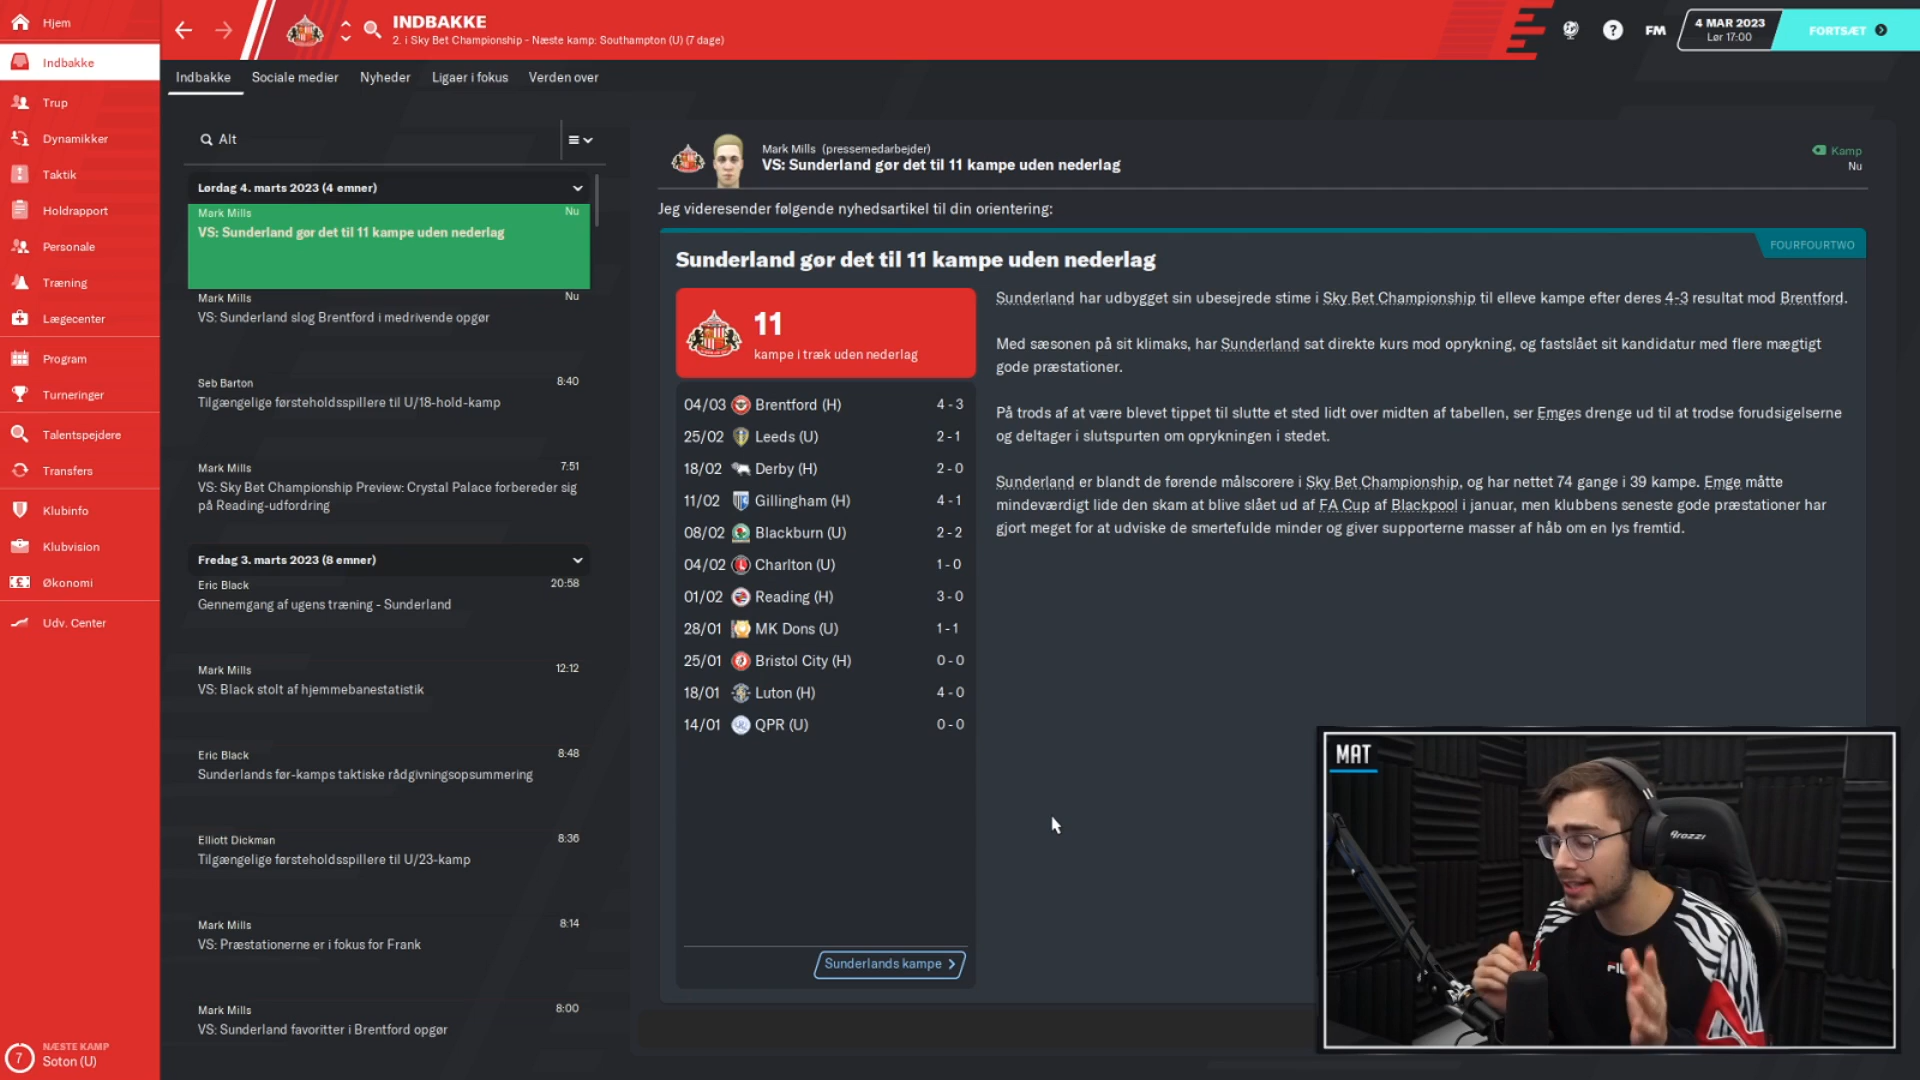 Hjem
INDBAKKE
2. i Sky Bet Championship - Næste kamp: Southampton (U) (7 dage)
FM
4 MAR 2023
Lør 17:00
FORTSÆT
Indbakke
Indbakke
Sociale medier
Nyheder
Ligaer i fokus
Verden over
Trup
Dynamikker
Taktik
Holdrapport
Personale
Træning
Lægecenter
Program
Turneringer
Talentspejdere
Transfers
Klubinfo
Klubvision
Økonomi
Udv. Center
7
NÆSTE KAMP
Soton (U)
Alt
Lørdag 4. marts 2023 (4 emner)
Mark Mills
Nu
VS: Sunderland gør det til 11 kampe uden nederlag
Mark Mills
Nu
VS: Sunderland slog Brentford i medrivende opgør
Seb Barton
8:40
Tilgængelige førsteholdsspillere til U/18-hold-kamp
Mark Mills
7:51
VS: Sky Bet Championship Preview: Crystal Palace forbereder sig
på Reading-udfordring
Fredag 3. marts 2023 (8 emner)
Eric Black
20:58
Gennemgang af ugens træning - Sunderland
Mark Mills
12:12
VS: Black stolt af hjemmebanestatistik
Eric Black
8:48
Sunderlands før-kamps taktiske rådgivningsopsummering
Elliott Dickman
8:36
Tilgængelige førsteholdsspillere til U/23-kamp
Mark Mills
8:14
VS: Præstationerne er i fokus for Frank
Mark Mills
8:00
VS: Sunderland favoritter i Brentford opgør
Mark Mills (pressemedarbejder)
VS: Sunderland gør det til 11 kampe uden nederlag
Kamp
Nu
Jeg videresender følgende nyhedsartikel til din orientering:
FOURFOURTWO
Sunderland gør det til 11 kampe uden nederlag
11
kampe i træk uden nederlag
04/03 Brentford (H) 4 - 3
25/02 Leeds (U) 2 - 1
18/02 Derby (H) 2 - 0
11/02 Gillingham (H) 4 - 1
08/02 Blackburn (U) 2 - 2
04/02 Charlton (U) 1 - 0
01/02 Reading (H) 3 - 0
28/01 MK Dons (U) 1 - 1
25/01 Bristol City (H) 0 - 0
18/01 Luton (H) 4 - 0
14/01 QPR (U) 0 - 0
Sunderlands kampe
Sunderland har udbygget sin ubesejrede stime i Sky Bet Championship til elleve kampe efter deres 4-3 resultat mod Brentford.
Med sæsonen på sit klimaks, har Sunderland sat direkte kurs mod oprykning, og fastslået sit kandidatur med flere mægtigt
gode præstationer.
På trods af at være blevet tippet til slutte et sted lidt over midten af tabellen, ser Emges drenge ud til at trodse forudsigelserne
og deltager i slutspurten om oprykningen i stedet.
Sunderland er blandt de førende målscorere i Sky Bet Championship, og har nettet 74 gange i 39 kampe. Emge måtte
mindeværdigt lide den skam at blive slået ud af FA Cup af Blackpool i januar, men klubbens seneste gode præstationer har
gjort meget for at udviske de smertefulde minder og giver supporterne masser af håb om en lys fremtid.
MAT
Arozzi